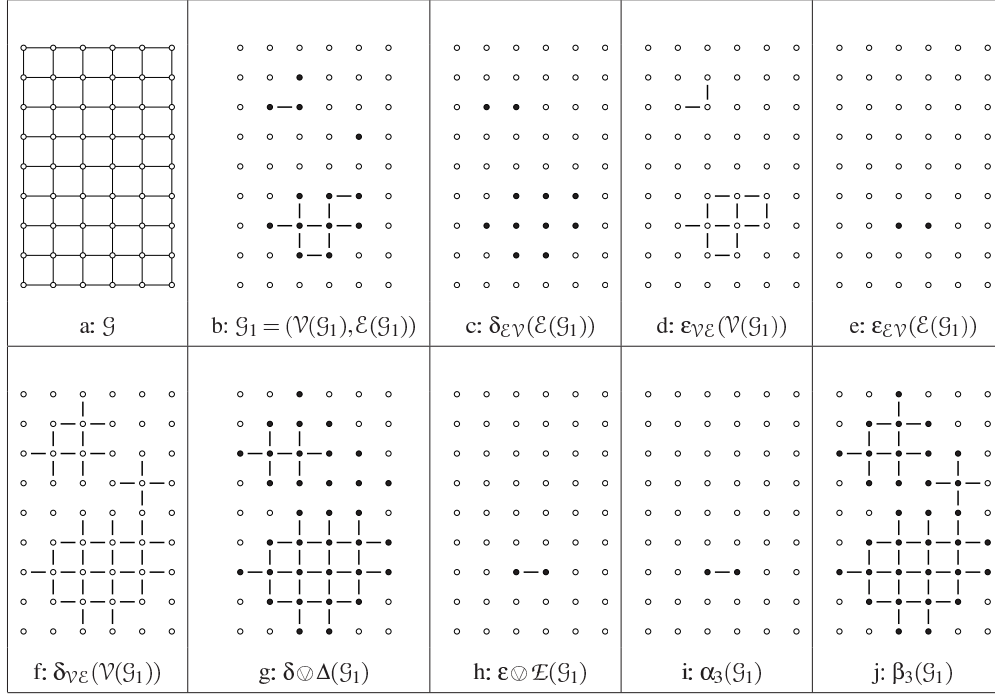 a: 𝒢
b: 𝒢₁ = (𝒱(𝒢₁), ℰ(𝒢₁))
c: δ_ℰ𝒱(ℰ(𝒢₁))
d: ε_𝒱ℰ(𝒱(𝒢₁))
e: ε_ℰ𝒱(ℰ(𝒢₁))
f: δ_𝒱ℰ(𝒱(𝒢₁))
g: δ⍌Δ(𝒢₁)
h: ε⍌Ɛ(𝒢₁)
i: α₃(𝒢₁)
j: β₃(𝒢₁)